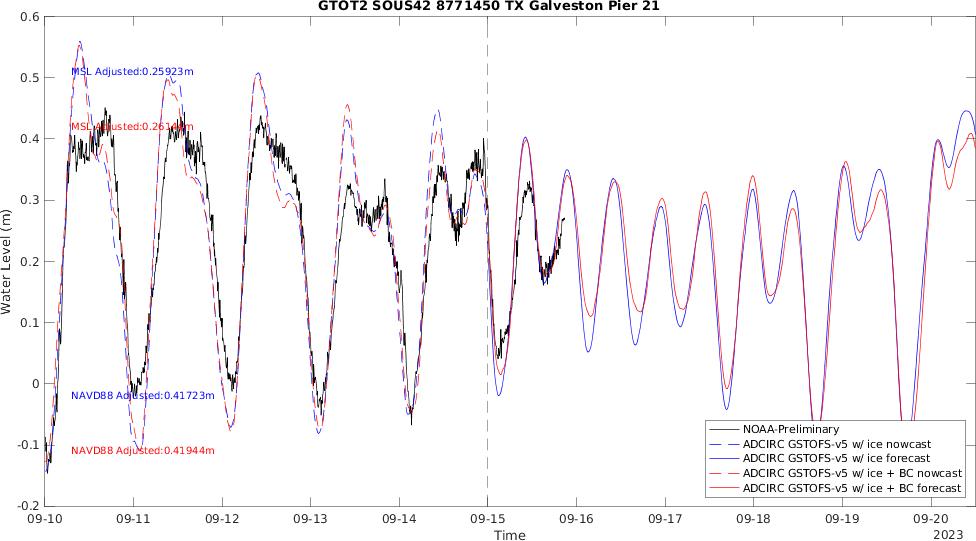 GTOT2 SOUS42 8771450 TX Galveston Pier 21
0.6
0.5
0.4
0.3
0.2
0.1
0
-0.1
-0.2
Water Level (m)
MSL Adjusted:0.25923m
MSL
NAVD88 Adjusted:0.41723m
NAVD88 Adjusted:0.41944m
NOAA-Preliminary
ADCIRC GSTOFS-v5 w/ ice nowcast
ADCIRC GSTOFS-v5 w/ ice forecast
ADCIRC GSTOFS-v5 w/ ice + BC nowcast
ADCIRC GSTOFS-v5 w/ ice + BC forecast
09-10 09-11 09-12 09-13 09-14 09-15 09-16 09-17 09-18 09-19 09-20
Time
2023